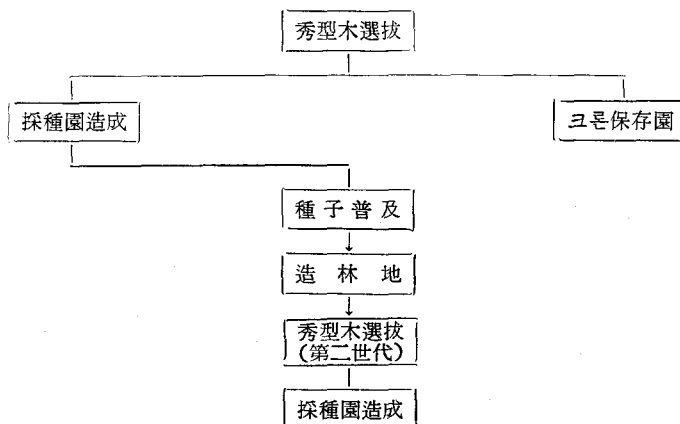 秀型木選拔
採種園造成
크론保存園
種子普及
造林地
秀型木選拔
(第二世代)
採種園造成